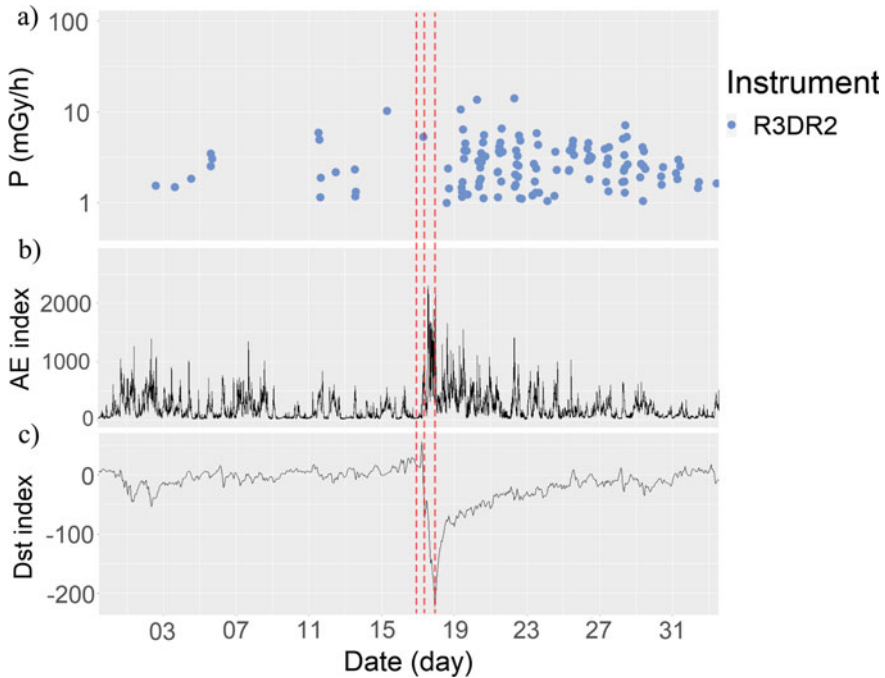 a)
100
10
1
P (mGy/h)
Instrument
R3DR2
b)
2000
1000
0
AE index
c)
0
-100
-200
Dst index
03 07 11 15 19 23 27 31
Date (day)